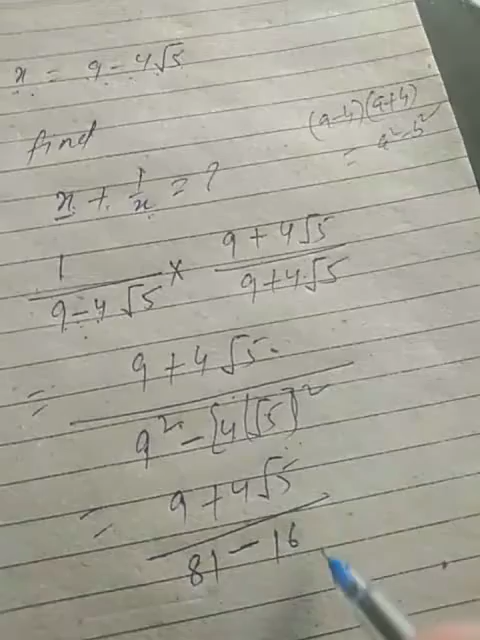 x = 9 - 4√5
find
(a-b)(a+b)
= a² - b²
x + 1/x = ?
1/(9 - 4√5) × (9 + 4√5)/(9 + 4√5)
= (9 + 4√5)/(9² - [4(√5]²)
= (9 + 4√5)/(81 - 16